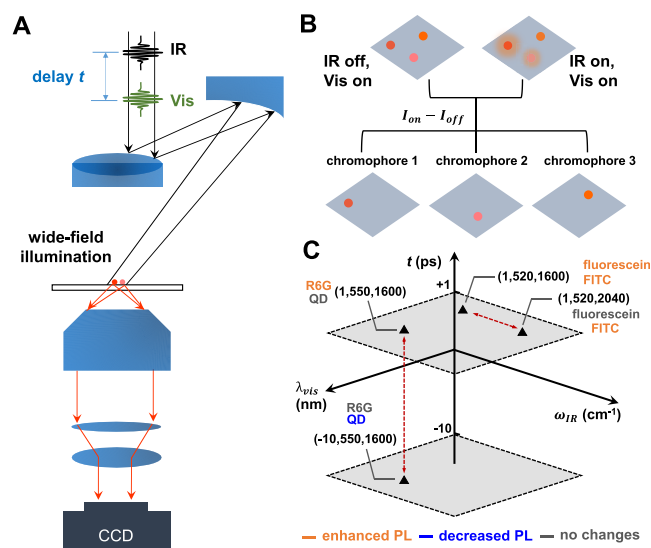 A
IR
delay t
Vis
wide-field
illumination
CCD
B
IR off,
Vis on
IR on,
Vis on
I_on − I_off
chromophore 1
chromophore 2
chromophore 3
C
t (ps)
+1
(1,520,1600)
fluorescein
FITC
R6G
QD
(1,550,1600)
(1,520,2040)
fluorescein
FITC
λ_vis
(nm)
ω_IR (cm⁻¹)
R6G
QD
(-10,550,1600)
-10
enhanced PL
decreased PL
no changes